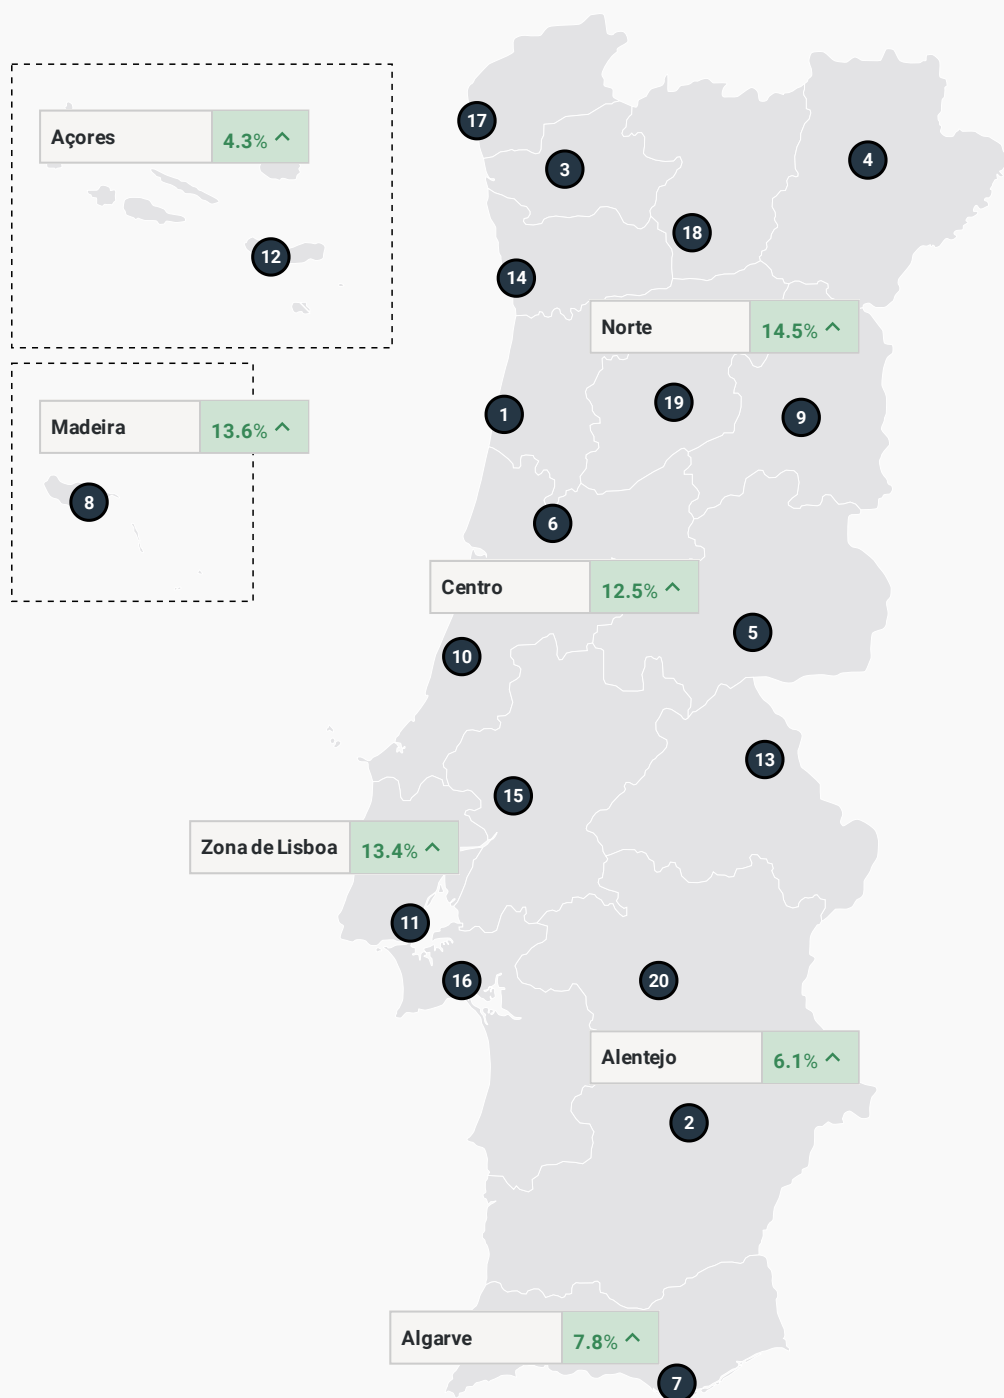 17
3
4
Açores 4.3%
18
12
14
Norte 14.5%
19
1
9
Madeira 13.6%
8
6
Centro 12.5%
5
10
13
15
Zona de Lisboa 13.4%
11
16
20
Alentejo 6.1%
2
Algarve 7.8%
7